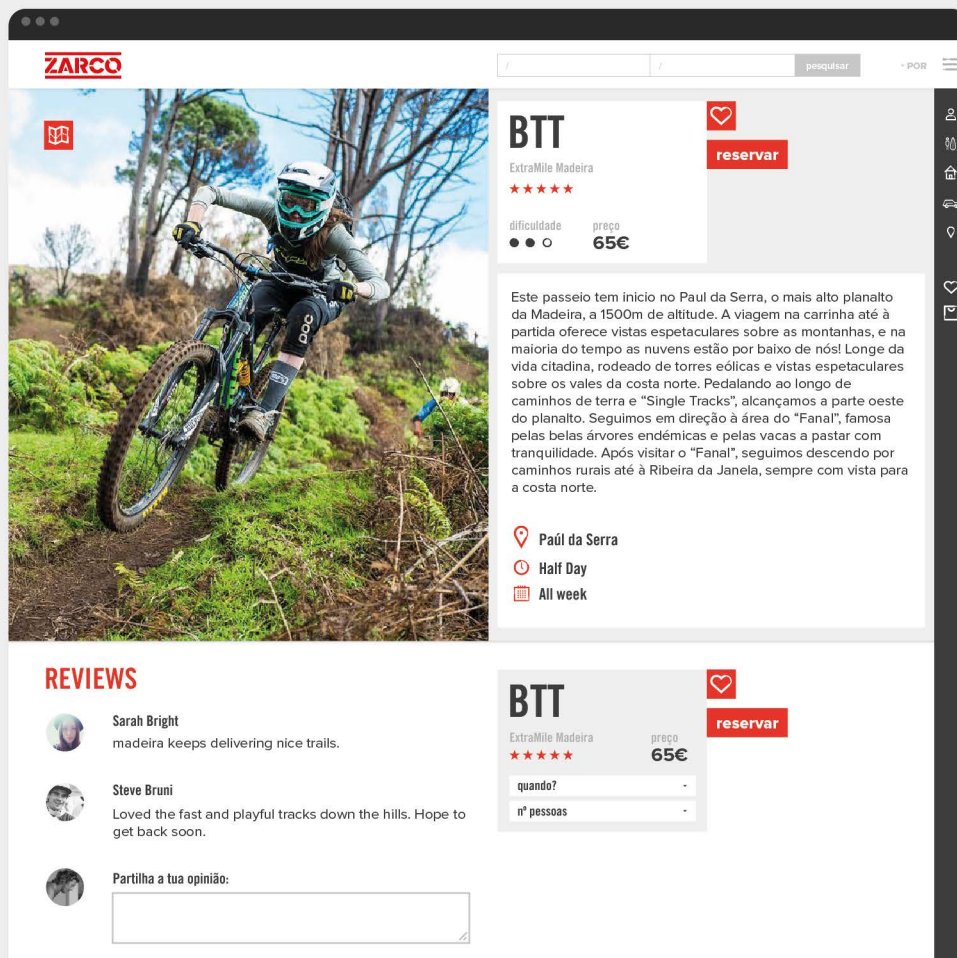 ZARCO
/
/
pesquisar
- POR
BTT
ExtraMile Madeira
reservar
dificuldade
preço
65€
Este passeio tem inicio no Paul da Serra, o mais alto planalto
da Madeira, a 1500m de altitude. A viagem na carrinha até à
partida oferece vistas espetaculares sobre as montanhas, e na
maioria do tempo as nuvens estão por baixo de nós! Longe da
vida citadina, rodeado de torres eólicas e vistas espetaculares
sobre os vales da costa norte. Pedalando ao longo de
caminhos de terra e “Single Tracks”, alcançamos a parte oeste
do planalto. Seguimos em direção à área do “Fanal”, famosa
pelas belas árvores endémicas e pelas vacas a pastar com
tranquilidade. Após visitar o “Fanal”, seguimos descendo por
caminhos rurais até à Ribeira da Janela, sempre com vista para
a costa norte.
Paúl da Serra
Half Day
All week
poc
REVIEWS
Sarah Bright
madeira keeps delivering nice trails.
Steve Bruni
Loved the fast and playful tracks down the hills. Hope to
get back soon.
Partilha a tua opinião:
BTT
ExtraMile Madeira
preço
65€
reservar
quando? -
nº pessoas -